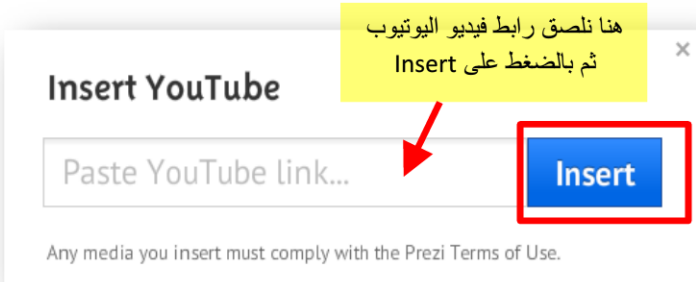 هنا نلصق رابط فيديو اليوتيوب
ثم بالضغط على Insert
×
Insert YouTube
Paste YouTube link...
Insert
Any media you insert must comply with the Prezi Terms of Use.